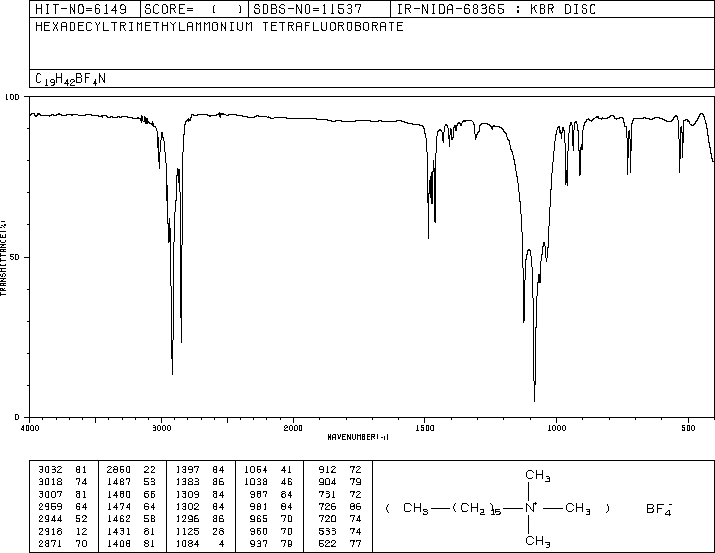 HIT-NO=6149 SCORE= ( ) SDBS-NO=11537 IR-NIDA-68365 : KBR DISC
HEXADECYLTRIMETHYLAMMONIUM TETRAFLUOROBORATE
C19H42BF4N
100
50
0
TRANSMITTANCE(%)
4000 3000 2000 1500 1000 500
WAVENUMBER(-1)
3032 81 2850 22 1397 84 1064 41 912 72
3018 74 1487 53 1383 86 1038 46 904 79
3007 81 1480 66 1309 84 987 84 731 72
2959 64 1474 64 1302 84 981 84 726 86
2944 52 1462 58 1296 86 965 70 720 74
2918 12 1431 81 1125 28 960 70 533 74
2871 70 1408 81 1084 4 937 79 522 77
CH3
( CH3 —(CH2)15— N+ — CH3 ) BF4-
CH3